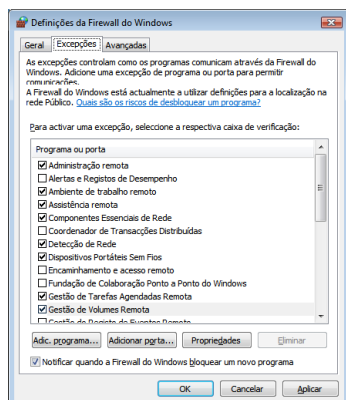 Definições da Firewall do Windows
Geral Excepções Avançadas
As excepções controlam como os programas comunicam através da Firewall do
Windows. Adicione uma excepção de programa ou porta para permitir
comunicações.
A Firewall do Windows está actualmente a utilizar definições para a localização na
rede Público. Quais são os riscos de desbloquear um programa?
Para activar uma excepção, seleccione a respectiva caixa de verificação:
Programa ou porta
Administração remota
Alertas e Registos de Desempenho
Ambiente de trabalho remoto
Assistência remota
Componentes Essenciais de Rede
Coordenador de Transacções Distribuídas
Detecção de Rede
Dispositivos Portáteis Sem Fios
Encaminhamento e acesso remoto
Fundação de Colaboração Ponto a Ponto do Windows
Gestão de Tarefas Agendadas Remota
Gestão de Volumes Remota
Gestão de Registo de Eventos Remoto
Adic. programa... Adicionar porta... Propriedades Eliminar
Notificar quando a Firewall do Windows bloquear um novo programa
OK Cancelar Aplicar